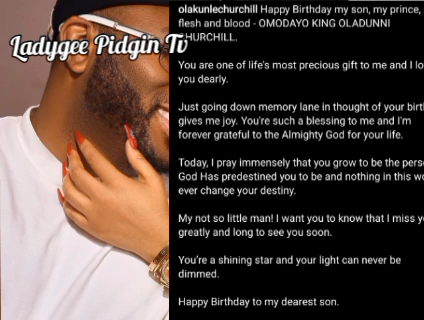 Ladygee Pidgin Tv
olakunlechurchill Happy Birthday my son, my prince,
flesh and blood - OMODAYO KING OLADUNNI
CHURCHILL.
You are one of life's most precious gift to me and I
you dearly.
Just going down memory lane in thought of your
gives me joy. You're such a blessing to me and I'm
forever grateful to the Almighty God for your life.
Today, I pray immensely that you grow to be the
God Has predestined you to be and nothing in this
ever change your destiny.
My not so little man! I want you to know that I miss
greatly and long to see you soon.
You're a shining star and your light can never be
dimmed.
Happy Birthday to my dearest son.